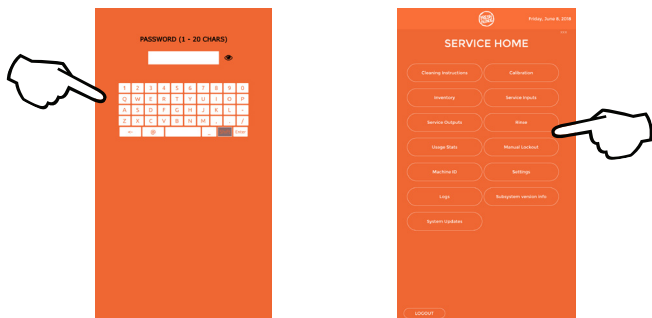 PASSWORD (1 - 20 CHARS)
1 2 3 4 5 6 7 8 9 0
Q W E R T Y U I O P
A S D F G H J K L -
Z X C V B N M , . /
@ _ Enter
Friday, June 8, 2018
SERVICE HOME
Cleaning Instructions Calibration
Inventory Service Inputs
Service Outputs Rinse
Usage Stats Manual Lockout
Machine ID Settings
Logs Subsystem version info
System Updates
LOGOUT